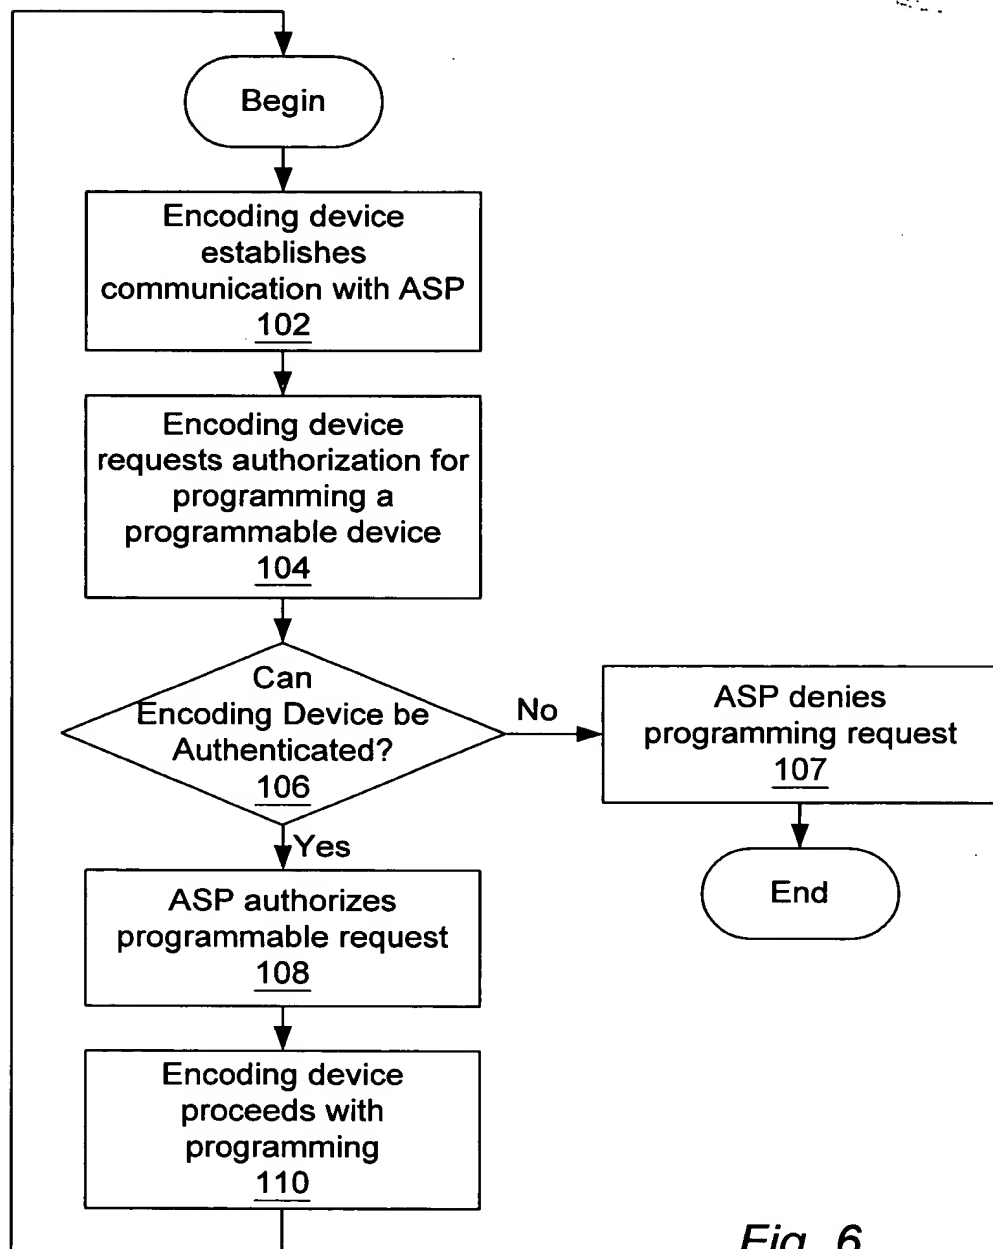 Begin
Encoding device
establishes
communication with ASP
102
Encoding device
requests authorization for
programming a
programmable device
104
Can
Encoding Device be
Authenticated?
106
No
ASP denies
programming request
107
End
Yes
ASP authorizes
programmable request
108
Encoding device
proceeds with
programming
110
Fig. 6